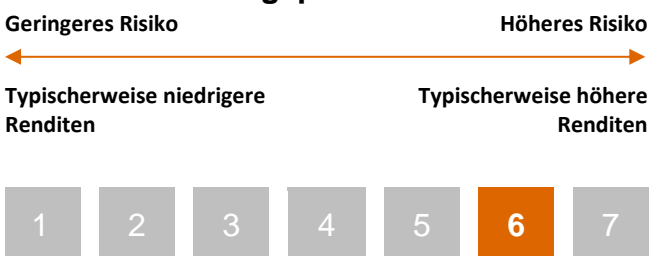 Geringeres Risiko Höheres Risiko
Typischerweise niedrigere Typischerweise höhere
Renditen Renditen
1 2 3 4 5 6 7